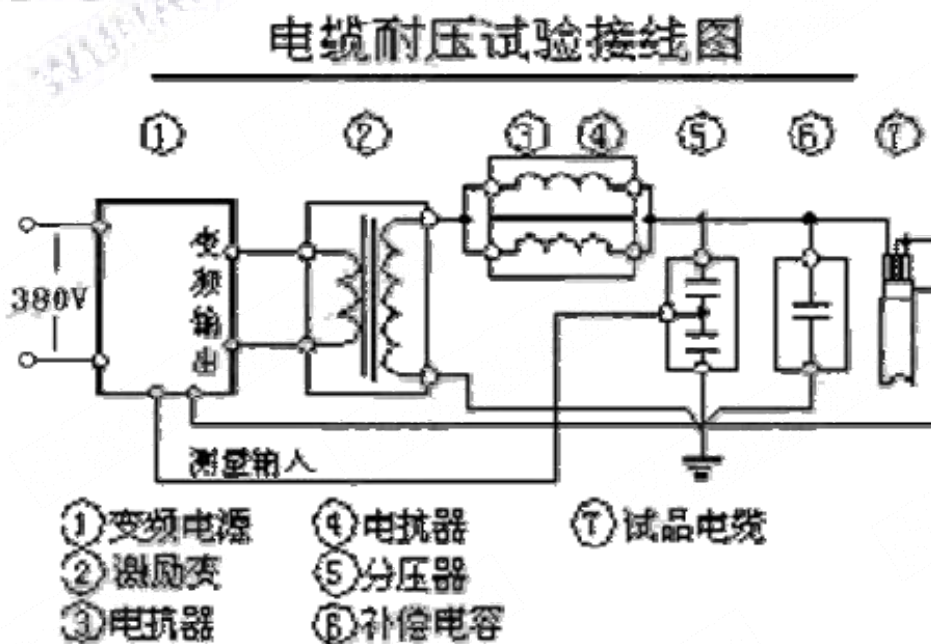 电缆耐压试验接线图
① ② ③ ④ ⑤ ⑥ ⑦
变频输出
380V
测量输入
①变频电源 ④电抗器 ⑦试品电缆
②激励变 ⑤分压器
③电抗器 ⑥补偿电容